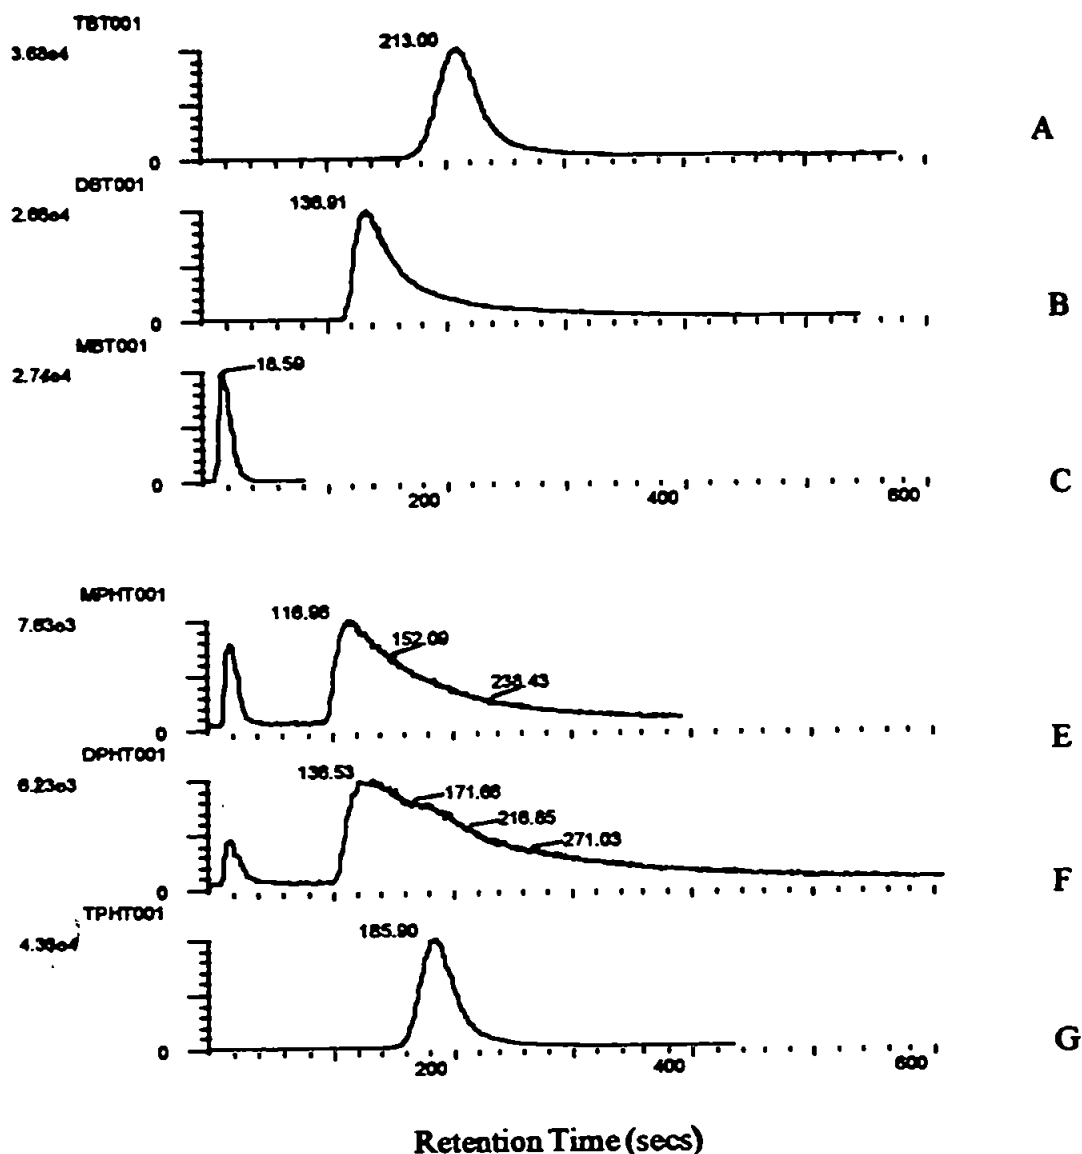 TBT001
213.00
3.68e4
A
0
DBT001
136.91
2.66e4
B
0
MBT001
18.59
2.74e4
0
C
200 400 600
MPHT001
116.96
7.63e3
152.09
238.43
0
E
DPHT001
136.53
6.23e3
171.66
216.85
271.03
0
F
TPHT001
185.90
4.36e4
0
G
200 400 600
Retention Time (secs)